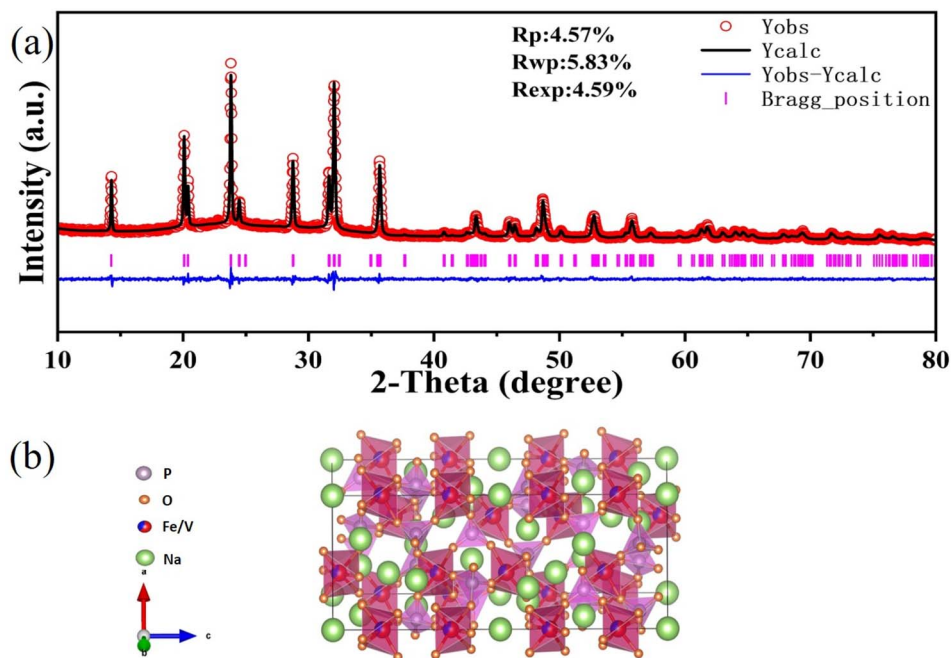 (a)
Rp:4.57%
Rwp:5.83%
Rexp:4.59%
Yobs
Ycalc
Yobs-Ycalc
Bragg_position
Intensity (a.u.)
10 20 30 40 50 60 70 80
2-Theta (degree)
(b)
P
O
Fe/V
Na
a
c
b